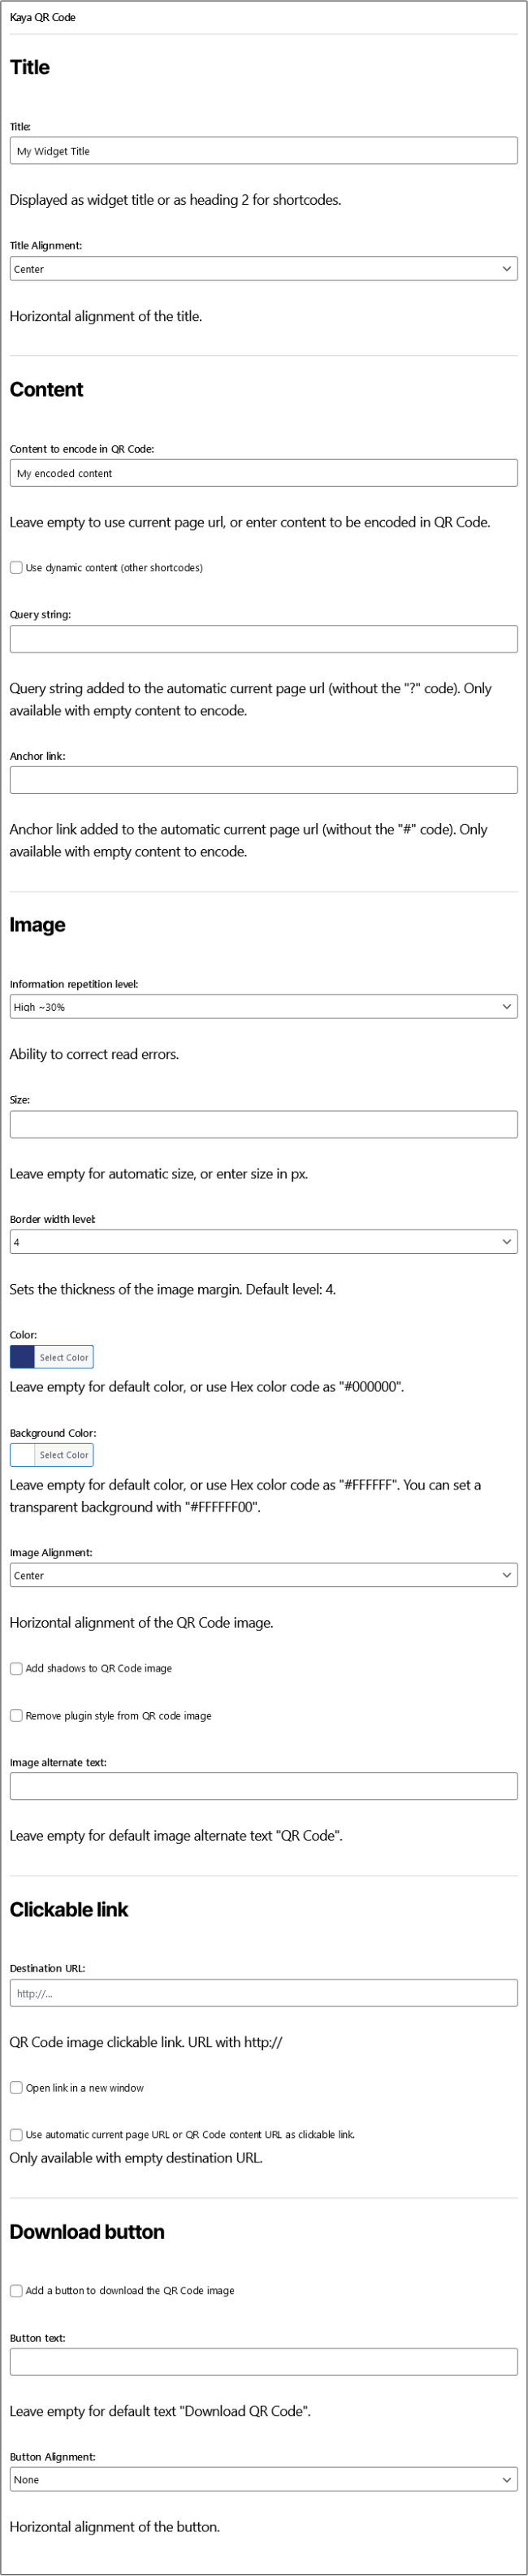 Kaya QR Code
Title
Title:
My Widget Title
Displayed as widget title or as heading 2 for shortcodes.
Title Alignment:
Center
Horizontal alignment of the title.
Content
Content to encode in QR Code:
My encoded content
Leave empty to use current page url, or enter content to be encoded in QR Code.
Use dynamic content (other shortcodes)
Query string:
Query string added to the automatic current page url (without the "?" code). Only
available with empty content to encode.
Anchor link:
Anchor link added to the automatic current page url (without the "#" code). Only
available with empty content to encode.
Image
Information repetition level:
High ~30%
Ability to correct read errors.
Size:
Leave empty for automatic size, or enter size in px.
Border width level:
4
Sets the thickness of the image margin. Default level: 4.
Color:
Select Color
Leave empty for default color, or use Hex color code as "#000000".
Background Color:
Select Color
Leave empty for default color, or use Hex color code as "#FFFFFF". You can set a
transparent background with "#FFFFFF00".
Image Alignment:
Center
Horizontal alignment of the QR Code image.
Add shadows to QR Code image
Remove plugin style from QR code image
Image alternate text:
Leave empty for default image alternate text "QR Code".
Clickable link
Destination URL:
http://...
QR Code image clickable link. URL with http://
Open link in a new window
Use automatic current page URL or QR Code content URL as clickable link.
Only available with empty destination URL.
Download button
Add a button to download the QR Code image
Button text:
Leave empty for default text "Download QR Code".
Button Alignment:
None
Horizontal alignment of the button.